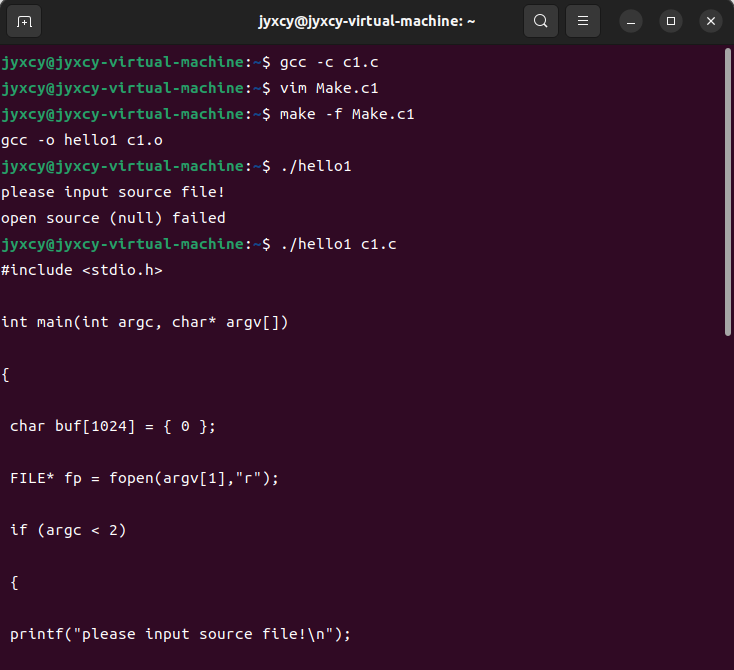 jyxcy@jyxcy-virtual-machine: ~
jyxcy@jyxcy-virtual-machine:~$ gcc -c c1.c
jyxcy@jyxcy-virtual-machine:~$ vim Make.c1
jyxcy@jyxcy-virtual-machine:~$ make -f Make.c1
gcc -o hello1 c1.o
jyxcy@jyxcy-virtual-machine:~$ ./hello1
please input source file!
open source (null) failed
jyxcy@jyxcy-virtual-machine:~$ ./hello1 c1.c
#include <stdio.h>
int main(int argc, char* argv[])
{
char buf[1024] = { 0 };
FILE* fp = fopen(argv[1],"r");
if (argc < 2)
{
printf("please input source file!\n");